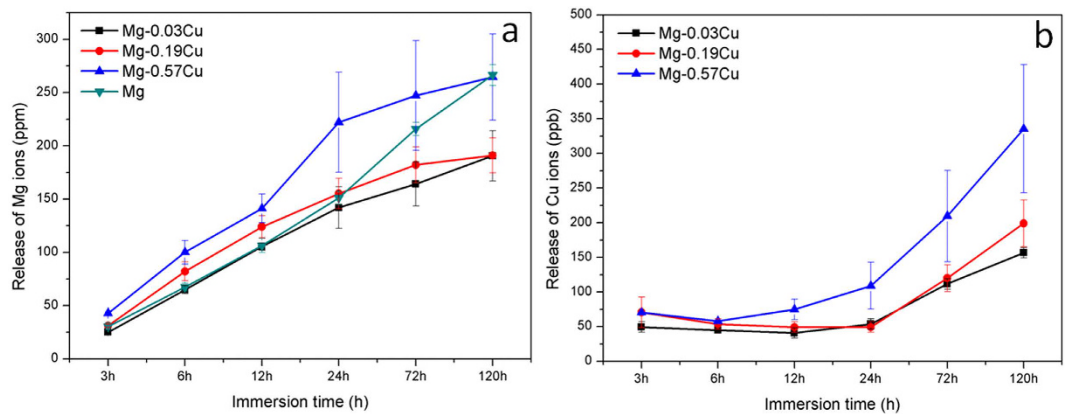 a
Mg-0.03Cu
Mg-0.19Cu
Mg-0.57Cu
Mg
Release of Mg ions (ppm)
300
250
200
150
100
50
0
3h 6h 12h 24h 72h 120h
Immersion time (h)
b
Mg-0.03Cu
Mg-0.19Cu
Mg-0.57Cu
Release of Cu ions (ppb)
500
450
400
350
300
250
200
150
100
50
0
3h 6h 12h 24h 72h 120h
Immersion time (h)